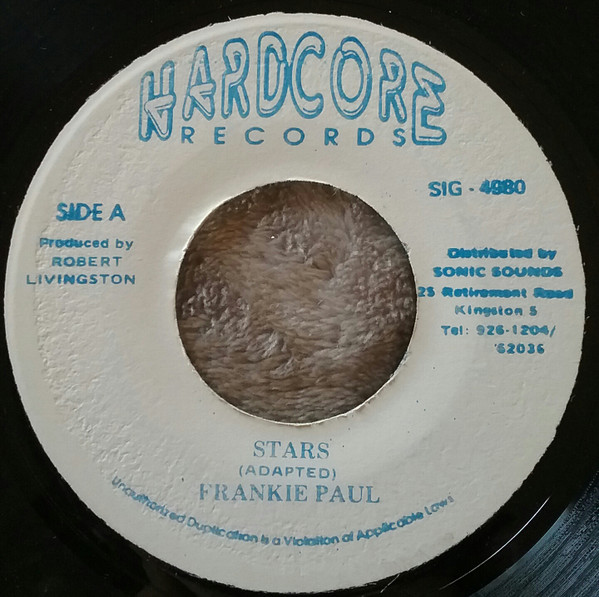 HARDCORE
RECORDS
SIDE A
Produced by
ROBERT
LIVINGSTON
SIG - 4980
Distributed by
SONIC SOUNDS
25 Retirement Road
Kingston 5
Tel: 926-1204/
62036
STARS
(ADAPTED)
FRANKIE PAUL
Unauthorized Duplication is a Violation of Applicable Laws